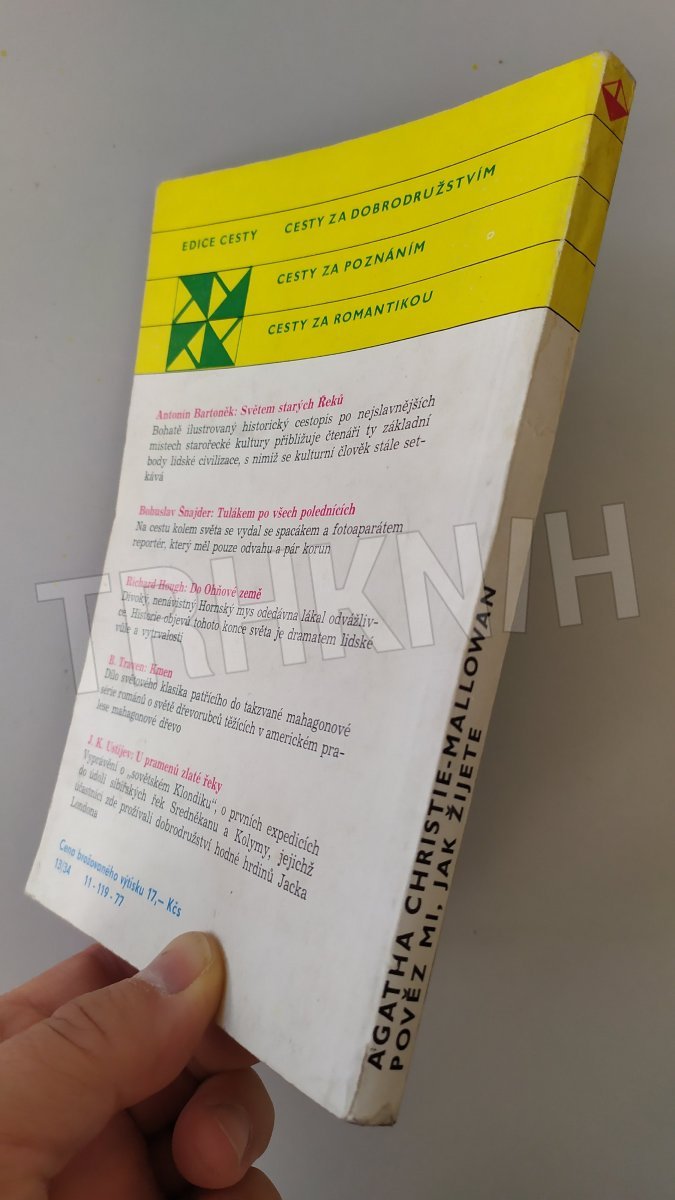 EDICE CESTY
CESTY ZA DOBRODRUŽSTVÍM
CESTY ZA POZNÁNÍM
CESTY ZA ROMANTIKOU
Antonín Bartoněk: Světem starých Řeků
Bohatě ilustrovaný historický cestopis po nejslavnějších
místech starořecké kultury přibližuje čtenáři ty základní
body lidské civilizace, s nimiž se kulturní člověk stále set-
kává
Bohuslav Šnajder: Tulákem po všech polednících
Na cestu kolem světa se vydal se spacákem a fotoaparátem
reportér, který měl pouze odvahu a pár korun
Richard Hough: Do Ohňové země
Divoký, nenávistný Hornský mys odedávna lákal odvážliv-
ce. Historie objevů tohoto konce světa je dramatem lidské
vůle a vytrvalosti
B. Traven: Kmen
Dílo světového klasika patřícího do takzvané mahagonové
série románů o světě dřevorubců těžících v americkém pra-
lese mahagonové dřevo
J. K. Ustijev: U pramenů zlaté řeky
Vyprávění o „sovětském Klondiku“, o prvních expedicích
do údolí sibiřských řek Srednékanu a Kolymy, jejichž
účastníci zde prožívali dobrodružství hodné hrdinů Jacka
Londona
Cena brožovaného výtisku 17,— Kčs
13/34 11-119-77
AGATHA CHRISTIE-MALLOWAN
POVĚZ MI, JAK ŽIJETE
TRHKNIH